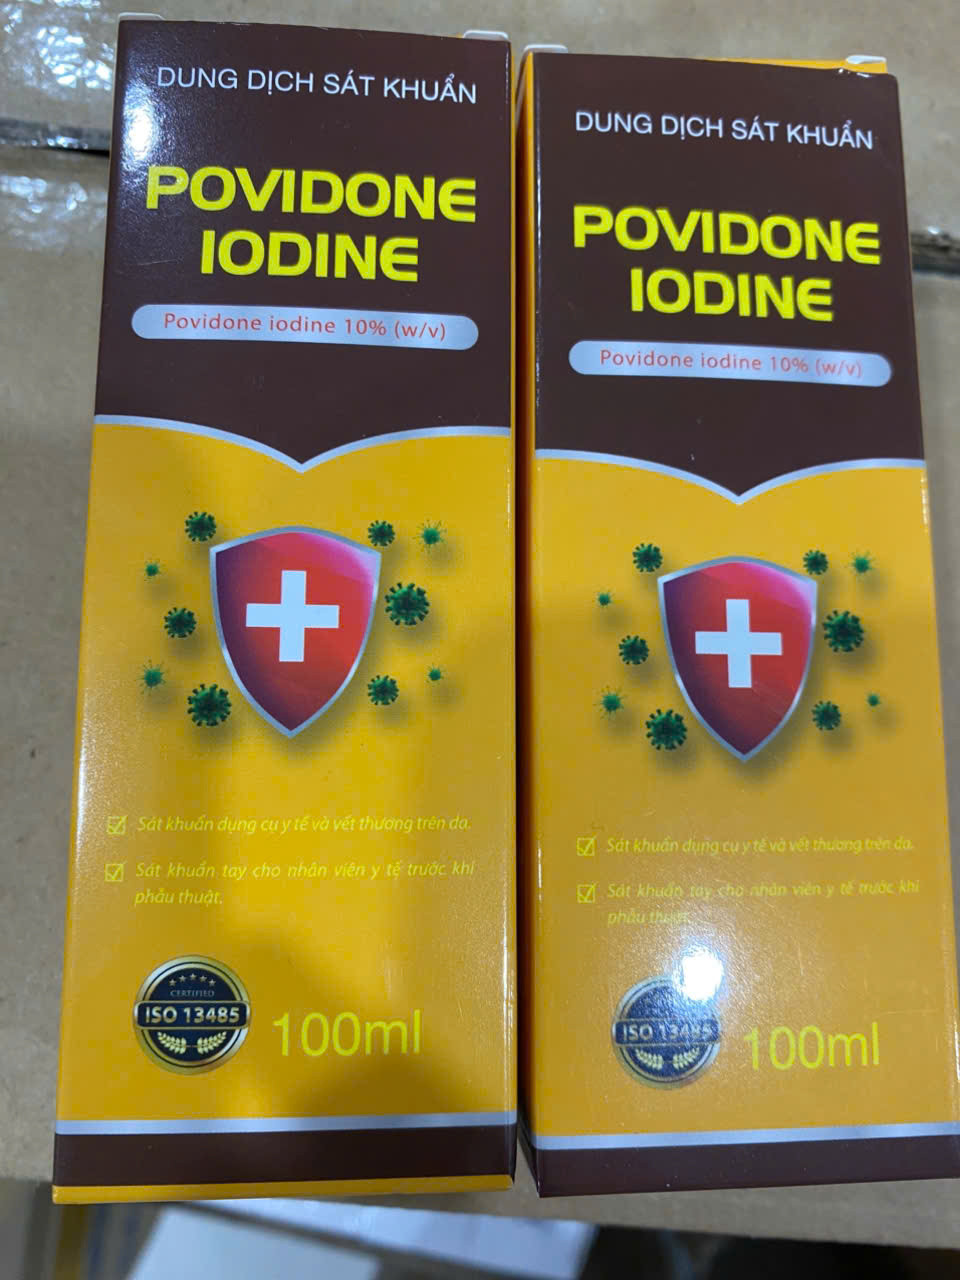 DUNG DỊCH SÁT KHUẨN
POVIDONE
IODINE
Povidone iodine 10% (w/v)
Sát khuẩn dụng cụ y tế và vết thương trên da.
Sát khuẩn tay cho nhân viên y tế trước khi
phẫu thuật.
CERTIFIED
ISO 13485
100ml
DUNG DỊCH SÁT KHUẨN
POVIDONE
IODINE
Povidone iodine 10% (w/v)
Sát khuẩn dụng cụ y tế và vết thương trên da.
Sát khuẩn tay cho nhân viên y tế trước khi
phẫu thuật.
ISO 13485
100ml